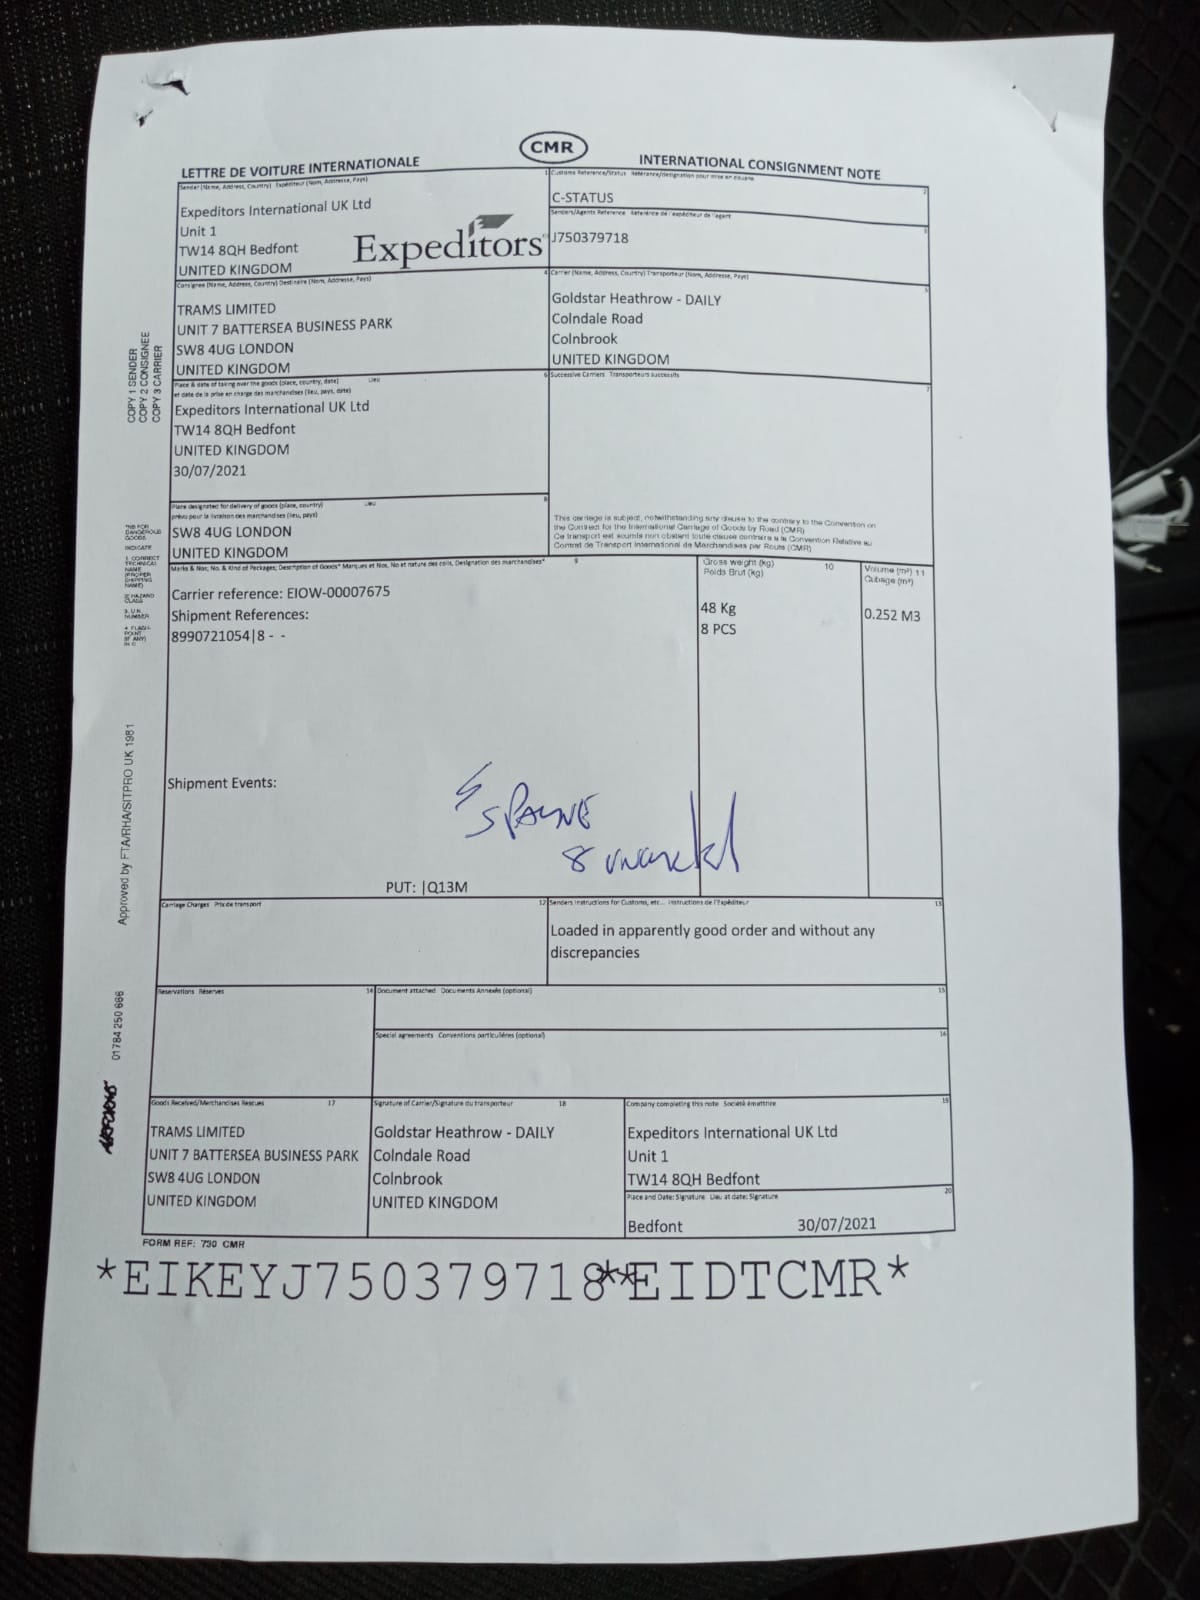 CMR
LETTRE DE VOITURE INTERNATIONALE
INTERNATIONAL CONSIGNMENT NOTE
Sender (Name, Address, Country) Expéditeur (Nom, Adresse, Pays) 1
Expeditors International UK Ltd
Unit 1
TW14 8QH Bedfont
UNITED KINGDOM
Expeditors
Customs Reference/Status Référence/désignation pour mise en douane 2
C-STATUS
Senders/Agents Reference Référence de l'expéditeur de l'agent 3
J750379718
Consignee (Name, Address, Country) Destinaire (Nom, Addresse, Pays) 4
TRAMS LIMITED
UNIT 7 BATTERSEA BUSINESS PARK
SW8 4UG LONDON
UNITED KINGDOM
Carrier (Name, Address, Country) Transporteur (Nom, Addresse, Pays) 5
Goldstar Heathrow - DAILY
Colndale Road
Colnbrook
UNITED KINGDOM
Place & date of taking over the goods (place, country, date) Lieu 6
et date de la prise en charge des marchandises (lieu, pays, date)
Expeditors International UK Ltd
TW14 8QH Bedfont
UNITED KINGDOM
30/07/2021
Successive Carriers Transporteurs successifs 7
Place designated for delivery of goods (place, country) Lieu 8
prévu pour la livraison des marchandises (lieu, pays)
SW8 4UG LONDON
UNITED KINGDOM
This carriage is subject, notwithstanding any clause to the contrary to the Convention on
the Contract for the International Carriage of Goods by Road (CMR)
Ce transport est soumis non obstant toute clause contraire a la Convention Relative au
Contrat de Transport International de Marchandises par Route (CMR)
Marks & Nos; No. & Kind of Packages; Description of Goods* Marques et Nos, No et nature des colis, Designation des marchandises* 9
Gross weight (kg) 10
Poids Brut (kg)
Volume (m³) 11
Cubage (m³)
Carrier reference: EIOW-00007675
Shipment References:
8990721054|8 - -
48 Kg
8 PCS
0.252 M3
Shipment Events:
S PAYNE
8
PUT: |Q13M
Carriage Charges Prix de transport 12
Senders Instructions for Customs, etc... Instructions de l'Expéditeur 13
Loaded in apparently good order and without any
discrepancies
Reservations Réserves 14
Document attached Documents Annexés (optional) 15
Special agreements Conventions particulières (optional) 16
Goods Received/Merchandises Rescues 17
TRAMS LIMITED
UNIT 7 BATTERSEA BUSINESS PARK
SW8 4UG LONDON
UNITED KINGDOM
Signature of Carrier/Signature du transporteur 18
Goldstar Heathrow - DAILY
Colndale Road
Colnbrook
UNITED KINGDOM
Company completing this note Société émettrice 19
Expeditors International UK Ltd
Unit 1
TW14 8QH Bedfont
Place and Date: Signature Lieu at date: Signature 20
Bedfont 30/07/2021
FORM REF: 730 CMR
*EIKEYJ750379718**EIDTCMR*
COPY 1 SENDER
COPY 2 CONSIGNEE
COPY 3 CARRIER
*NB FOR
DANGEROUS
GOODS
INDICATE
1. CORRECT
TECHNICAL
NAME
(PROPER
SHIPPING
NAME)
2. HAZARD
CLASS
3. U.N.
NUMBER
4. FLASH-
POINT
(IF ANY)
IN C
Approved by FTA/RHA/SITPRO UK 1981
01784 250 666
AIRFORMS